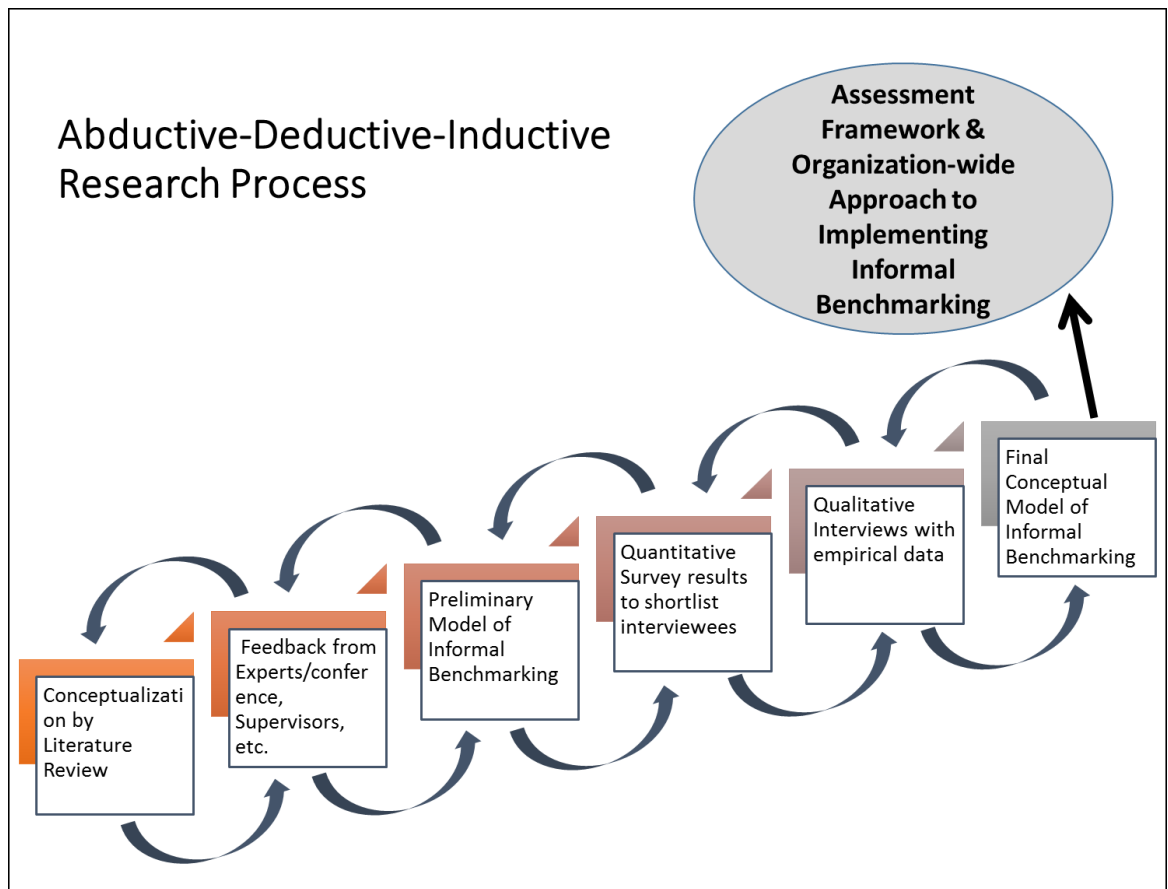 Abductive-Deductive-Inductive
Research Process
Assessment
Framework &
Organization-wide
Approach to
Implementing
Informal
Benchmarking
Conceptualizati
on by
Literature
Review
Feedback from
Experts/confer
ence,
Supervisors,
etc.
Preliminary
Model of
Informal
Benchmarking
Quantitative
Survey results
to shortlist
interviewees
Qualitative
Interviews with
empirical data
Final
Conceptual
Model of
Informal
Benchmarking